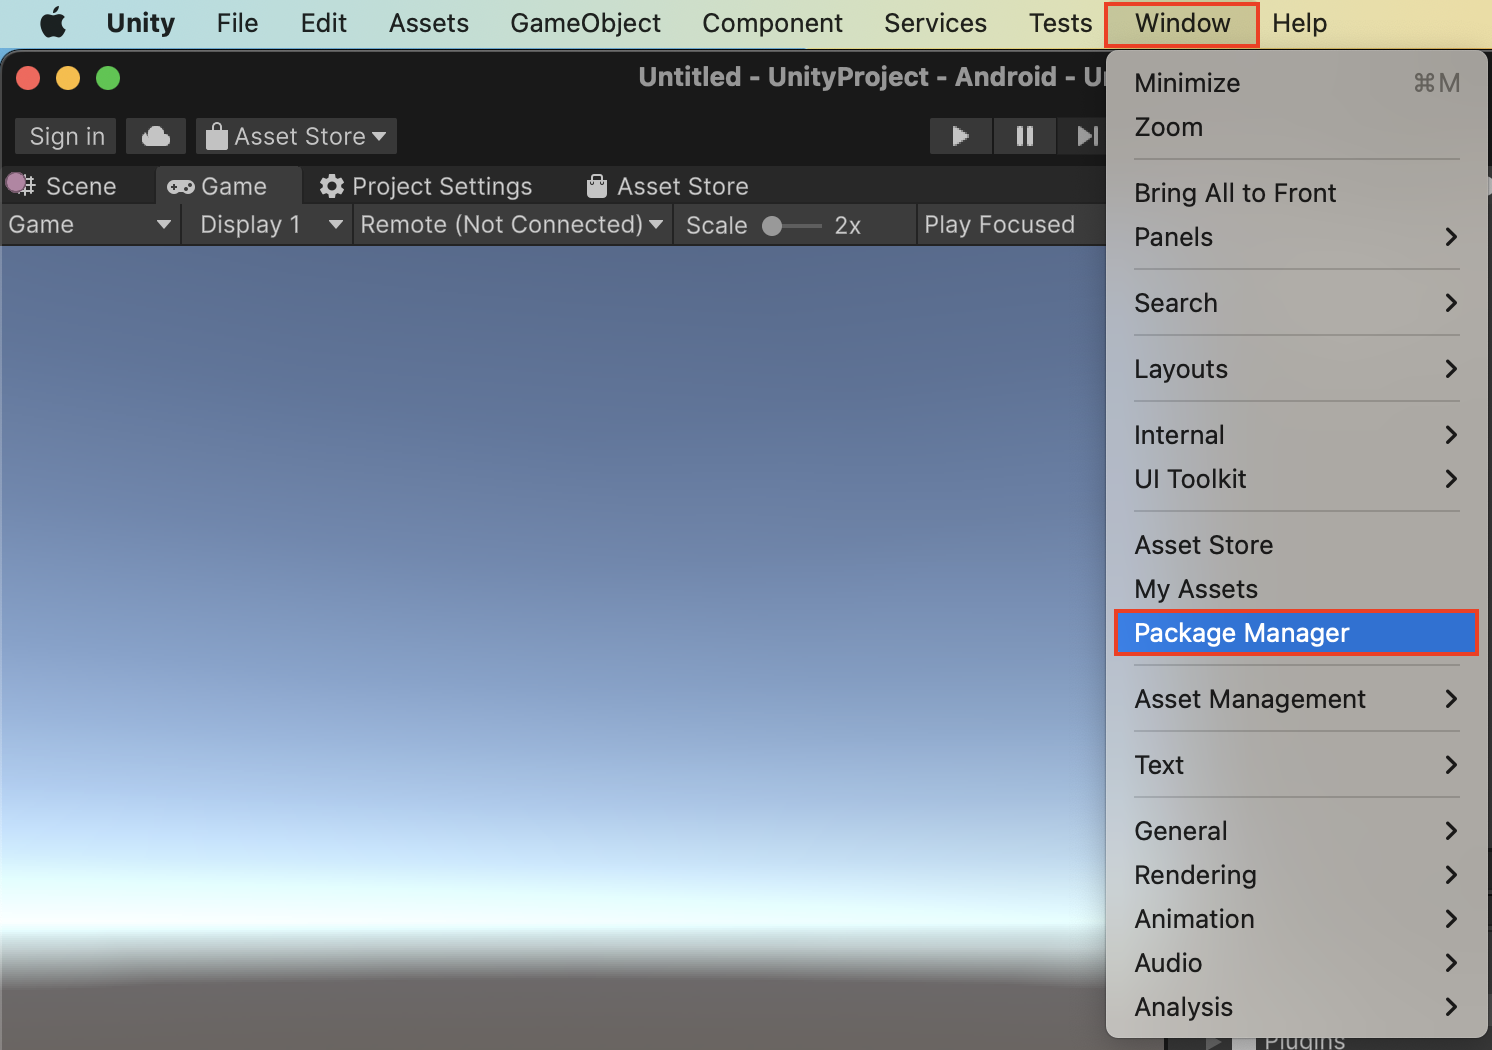 Unity File Edit Assets GameObject Component Services Tests Window Help
Untitled - UnityProject - Android - U
Sign in Asset Store
Scene Game Project Settings Asset Store
Game Display 1 Remote (Not Connected) Scale 2x Play Focused
Minimize ⌘M
Zoom
Bring All to Front
Panels
Search
Layouts
Internal
UI Toolkit
Asset Store
My Assets
Package Manager
Asset Management
Text
General
Rendering
Animation
Audio
Analysis
Plugins